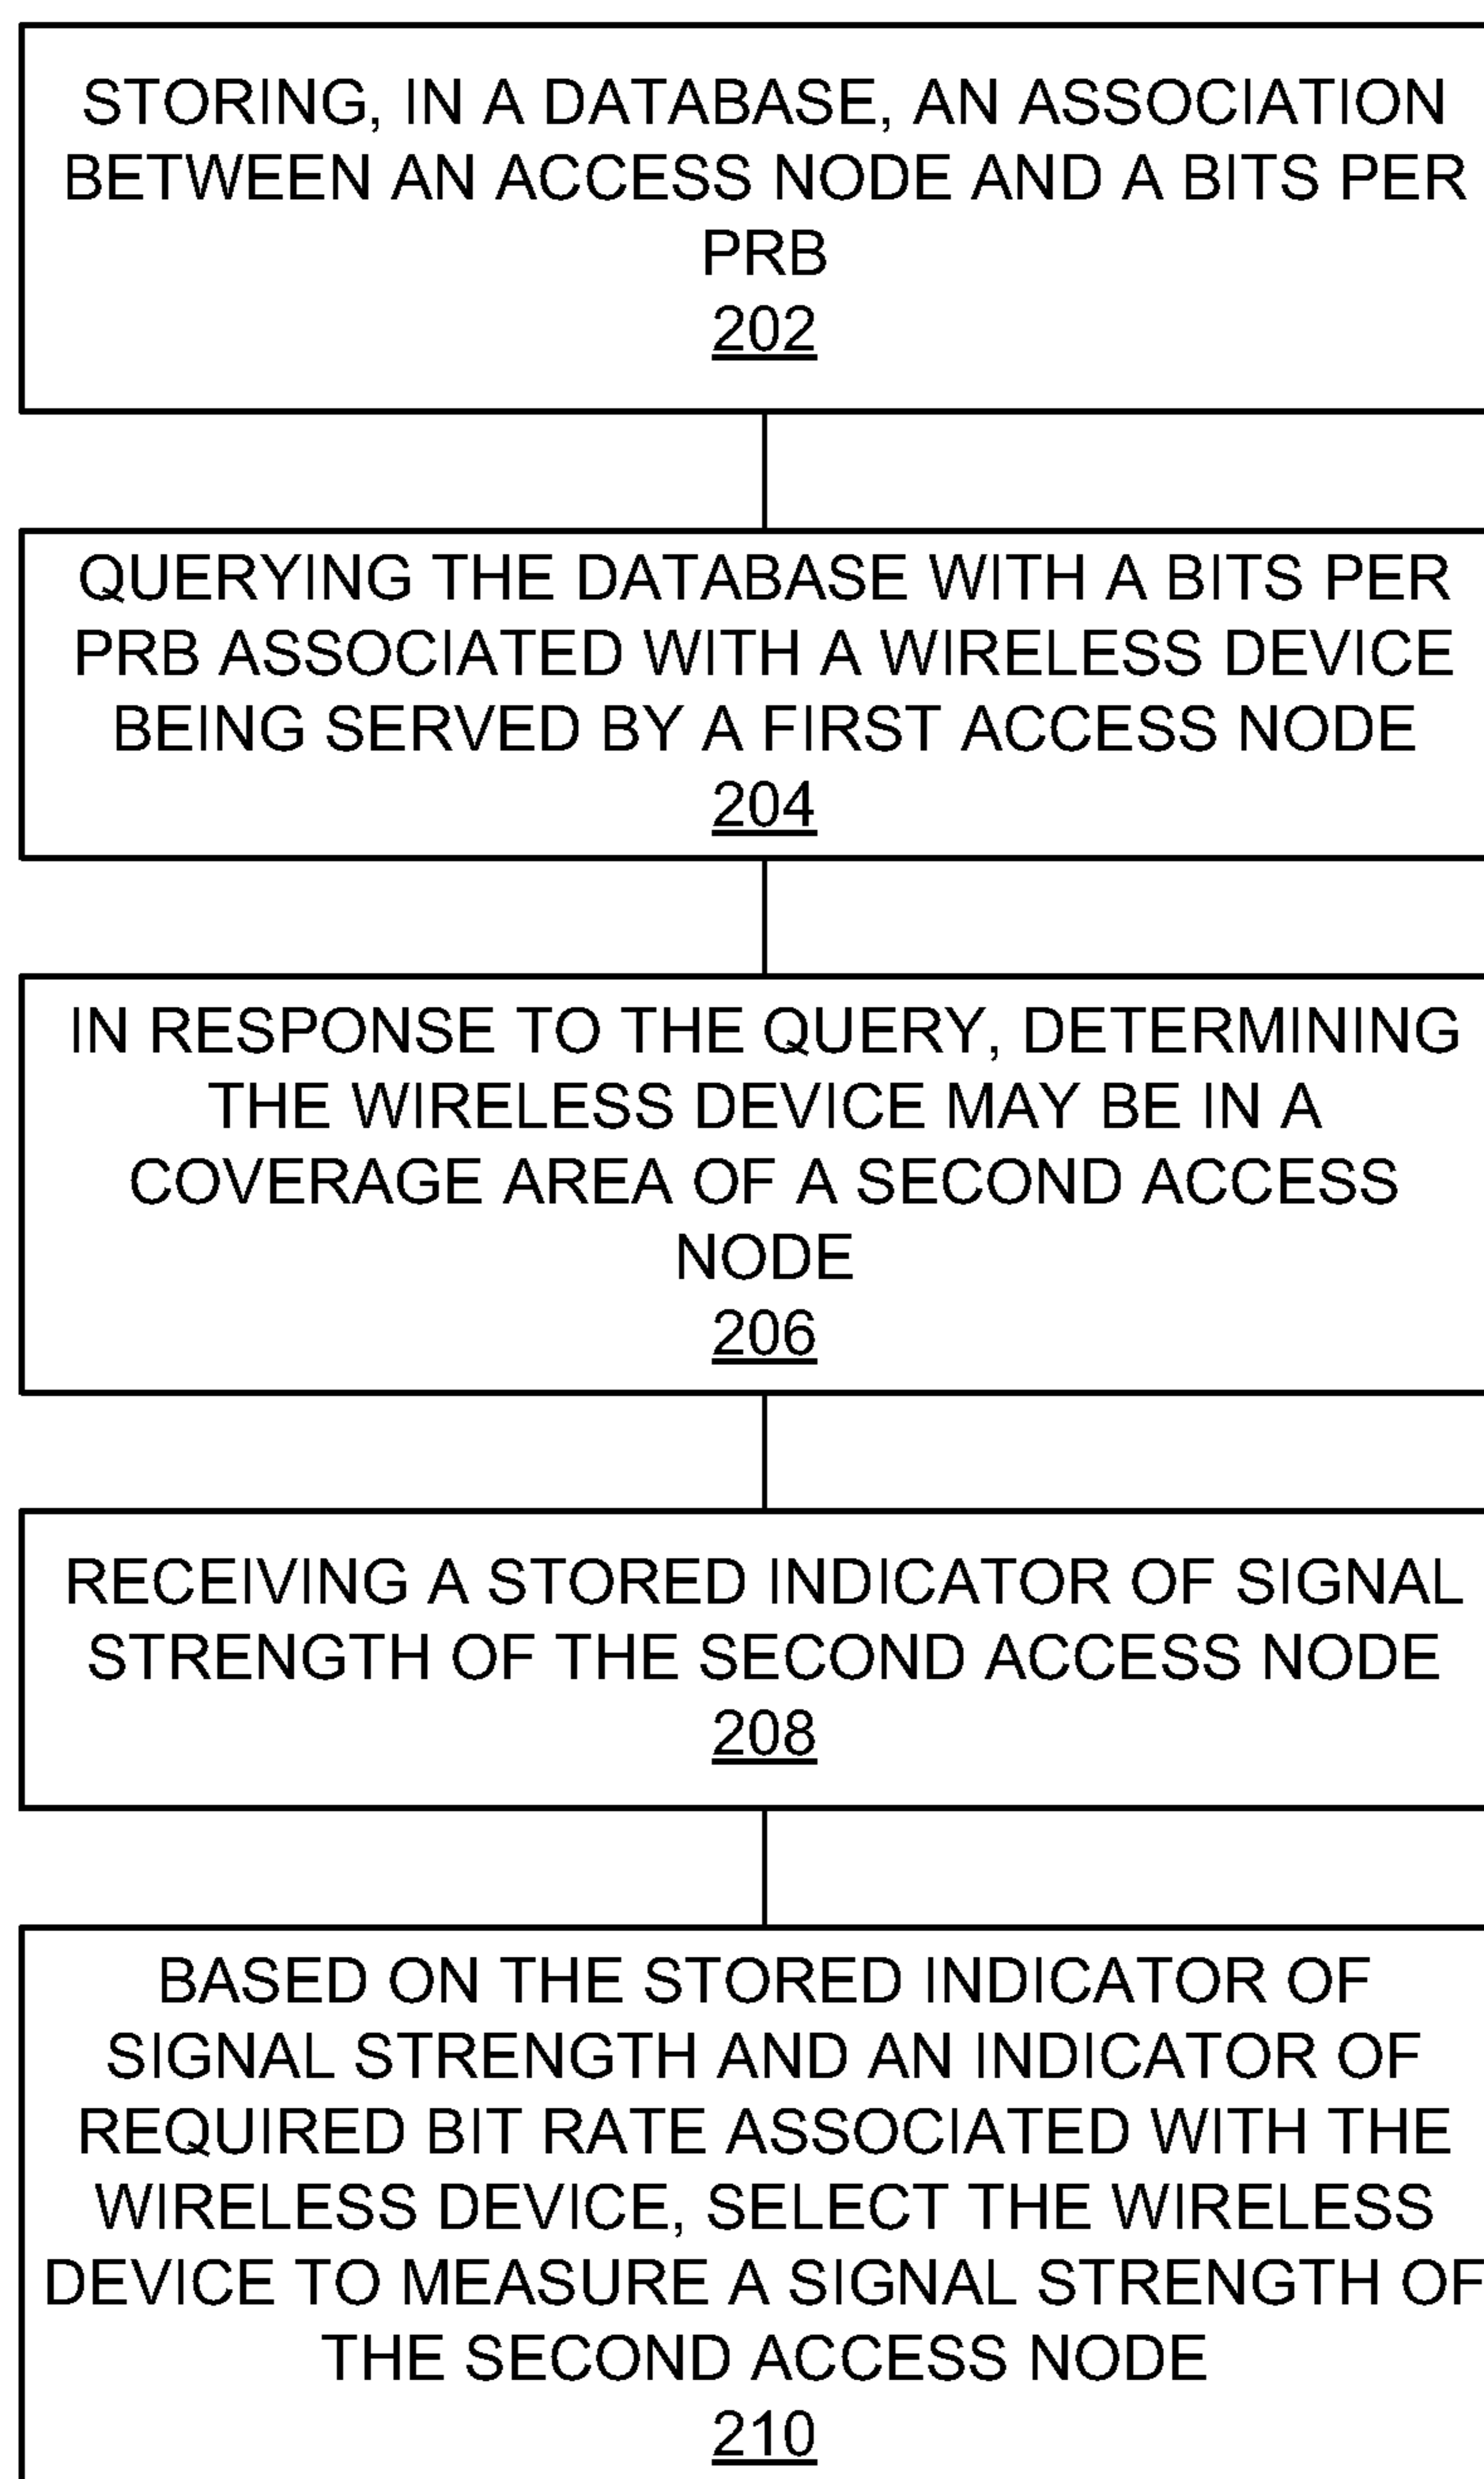 STORING, IN A DATABASE, AN ASSOCIATION
BETWEEN AN ACCESS NODE AND A BITS PER
PRB
202
QUERYING THE DATABASE WITH A BITS PER
PRB ASSOCIATED WITH A WIRELESS DEVICE
BEING SERVED BY A FIRST ACCESS NODE
204
IN RESPONSE TO THE QUERY, DETERMINING
THE WIRELESS DEVICE MAY BE IN A
COVERAGE AREA OF A SECOND ACCESS
NODE
206
RECEIVING A STORED INDICATOR OF SIGNAL
STRENGTH OF THE SECOND ACCESS NODE
208
BASED ON THE STORED INDICATOR OF
SIGNAL STRENGTH AND AN INDICATOR OF
REQUIRED BIT RATE ASSOCIATED WITH THE
WIRELESS DEVICE, SELECT THE WIRELESS
DEVICE TO MEASURE A SIGNAL STRENGTH OF
THE SECOND ACCESS NODE
210